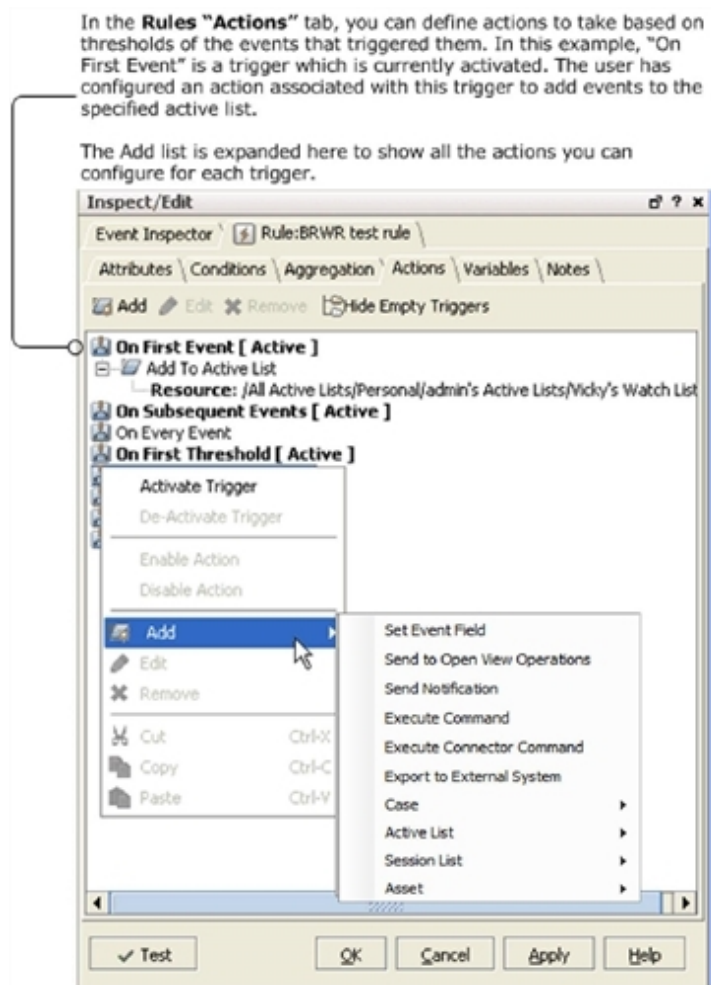 In the Rules “Actions” tab, you can define actions to take based on
thresholds of the events that triggered them. In this example, “On
First Event” is a trigger which is currently activated. The user has
configured an action associated with this trigger to add events to the
specified active list.
The Add list is expanded here to show all the actions you can
configure for each trigger.
Inspect/Edit ? x
Event Inspector Rule:BRWR test rule
Attributes Conditions Aggregation Actions Variables Notes
Add Edit Remove Hide Empty Triggers
On First Event [ Active ]
Add To Active List
Resource: /All Active Lists/Personal/admin's Active Lists/Vicky's Watch List
On Subsequent Events [ Active ]
On Every Event
On First Threshold [ Active ]
Activate Trigger
De-Activate Trigger
Enable Action
Disable Action
Add
Edit
Remove
Cut Ctrl-X
Copy Ctrl-C
Paste Ctrl-V
Set Event Field
Send to Open View Operations
Send Notification
Execute Command
Execute Connector Command
Export to External System
Case
Active List
Session List
Asset
Test OK Cancel Apply Help